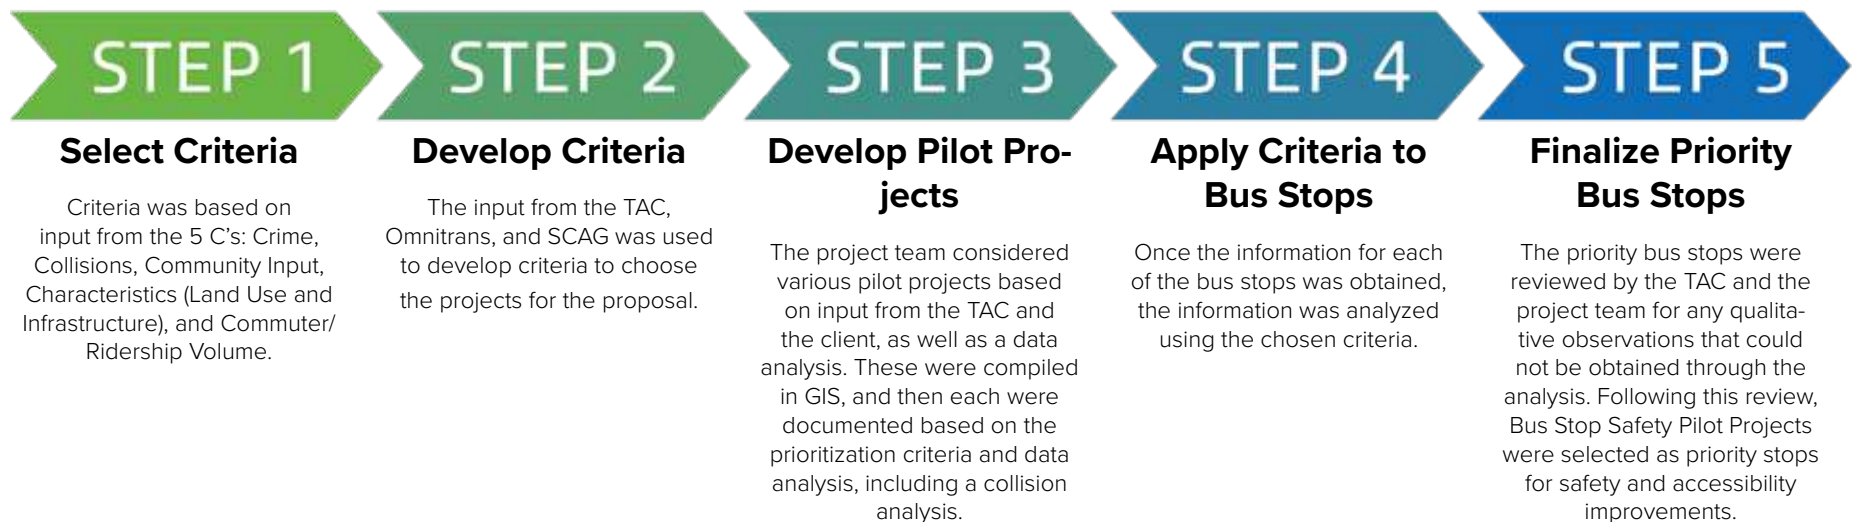 STEP 1
Select Criteria
Criteria was based on
input from the 5 C’s: Crime,
Collisions, Community Input,
Characteristics (Land Use and
Infrastructure), and Commuter/
Ridership Volume.
STEP 2
Develop Criteria
The input from the TAC,
Omnitrans, and SCAG was used
to develop criteria to choose
the projects for the proposal.
STEP 3
Develop Pilot Pro-
jects
The project team considered
various pilot projects based
on input from the TAC and
the client, as well as a data
analysis. These were compiled
in GIS, and then each were
documented based on the
prioritization criteria and data
analysis, including a collision
analysis.
STEP 4
Apply Criteria to
Bus Stops
Once the information for each
of the bus stops was obtained,
the information was analyzed
using the chosen criteria.
STEP 5
Finalize Priority
Bus Stops
The priority bus stops were
reviewed by the TAC and the
project team for any qualita-
tive observations that could
not be obtained through the
analysis. Following this review,
Bus Stop Safety Pilot Projects
were selected as priority stops
for safety and accessibility
improvements.